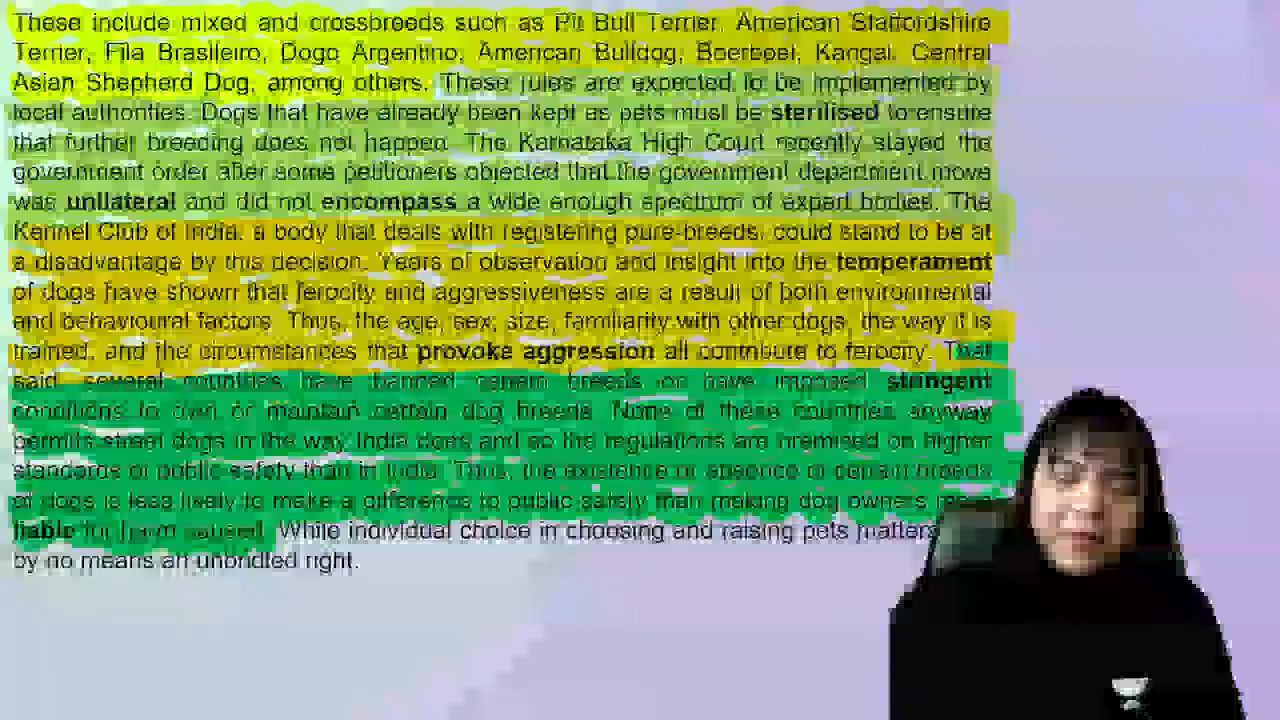 These include mixed and crossbreeds such as Pit Bull Terrier, American Staffordshire
Terrier, Fila Brasileiro, Dogo Argentino, American Bulldog, Boerboel, Kangal, Central
Asian Shepherd Dog, among others. These rules are expected to be implemented by
local authorities. Dogs that have already been kept as pets must be sterilised to ensure
that further breeding does not happen. The Karnataka High Court recently stayed the
government order after some petitioners objected that the government department move
was unilateral and did not encompass a wide enough spectrum of expert bodies. The
Kennel Club of India, a body that deals with registering pure-breeds, could stand to be at
a disadvantage by this decision. Years of observation and insight into the temperament
of dogs have shown that ferocity and aggressiveness are a result of both environmental
and behavioural factors. Thus, the age, sex, size, familiarity with other dogs, the way it is
trained, and the circumstances that provoke aggression all contribute to ferocity. That
said, several countries have banned certain breeds or have imposed stringent
conditions to own or maintain certain dog breeds. None of these countries anyway
permits street dogs in the way India does and so the regulations are premised on higher
standards of public safety than in India. Thus, the existence or absence of certain breeds
of dogs is less likely to make a difference to public safety than making dog owners more
liable for harm caused. While individual choice in choosing and raising pets matters
by no means an unbridled right.